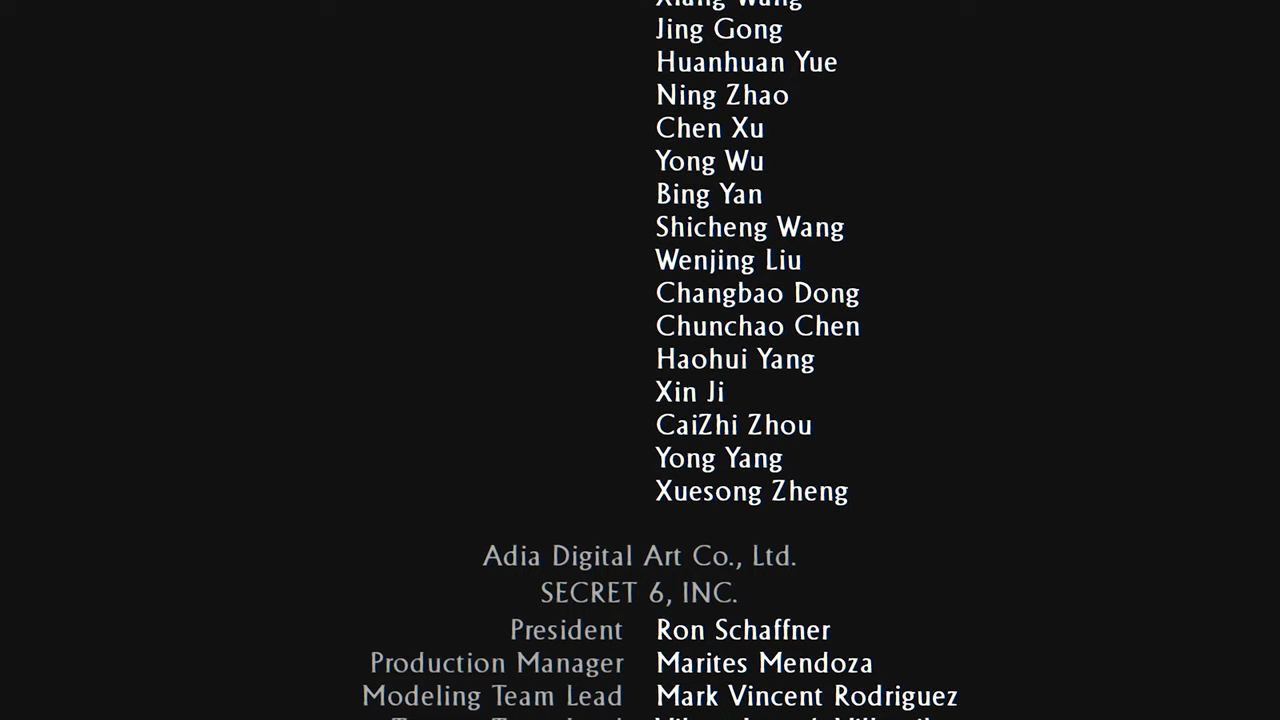 Xiang Wang
Jing Gong
Huanhuan Yue
Ning Zhao
Chen Xu
Yong Wu
Bing Yan
Shicheng Wang
Wenjing Liu
Changbao Dong
Chunchao Chen
Haohui Yang
Xin Ji
CaiZhi Zhou
Yong Yang
Xuesong Zheng
Adia Digital Art Co., Ltd.
SECRET 6, INC.
President Ron Schaffner
Production Manager Marites Mendoza
Modeling Team Lead Mark Vincent Rodriguez